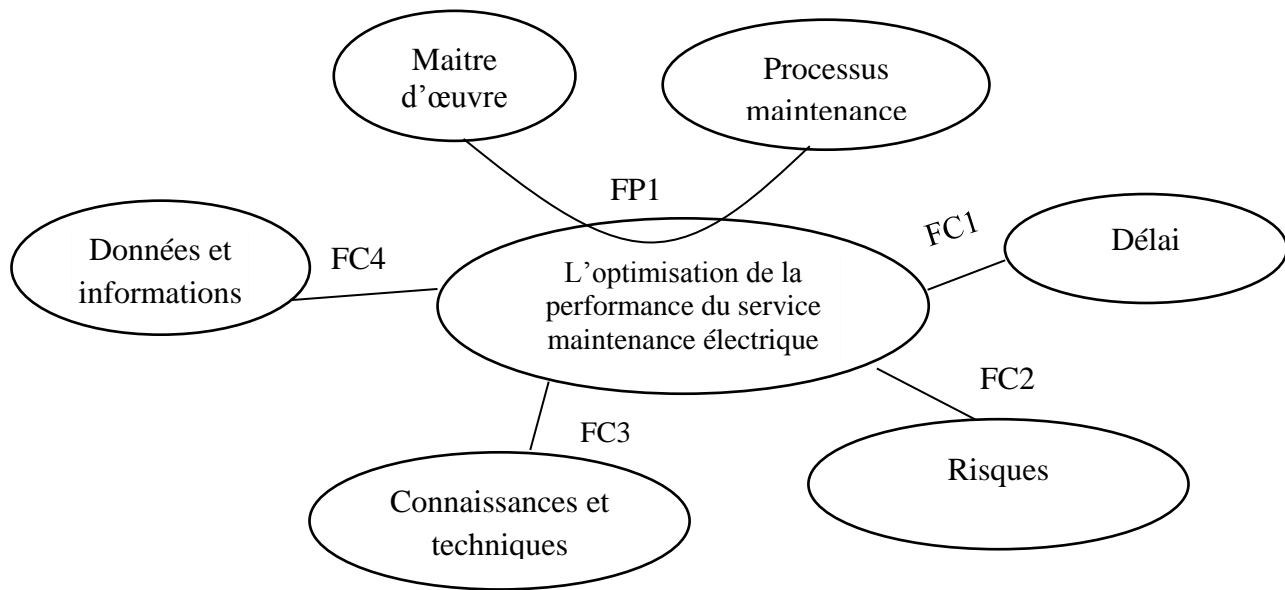 Maitre
d’œuvre
Processus
maintenance
FP1
FC1
Délai
Données et
informations
FC4
L’optimisation de la
performance du service
maintenance électrique
FC2
Risques
FC3
Connaissances et
techniques